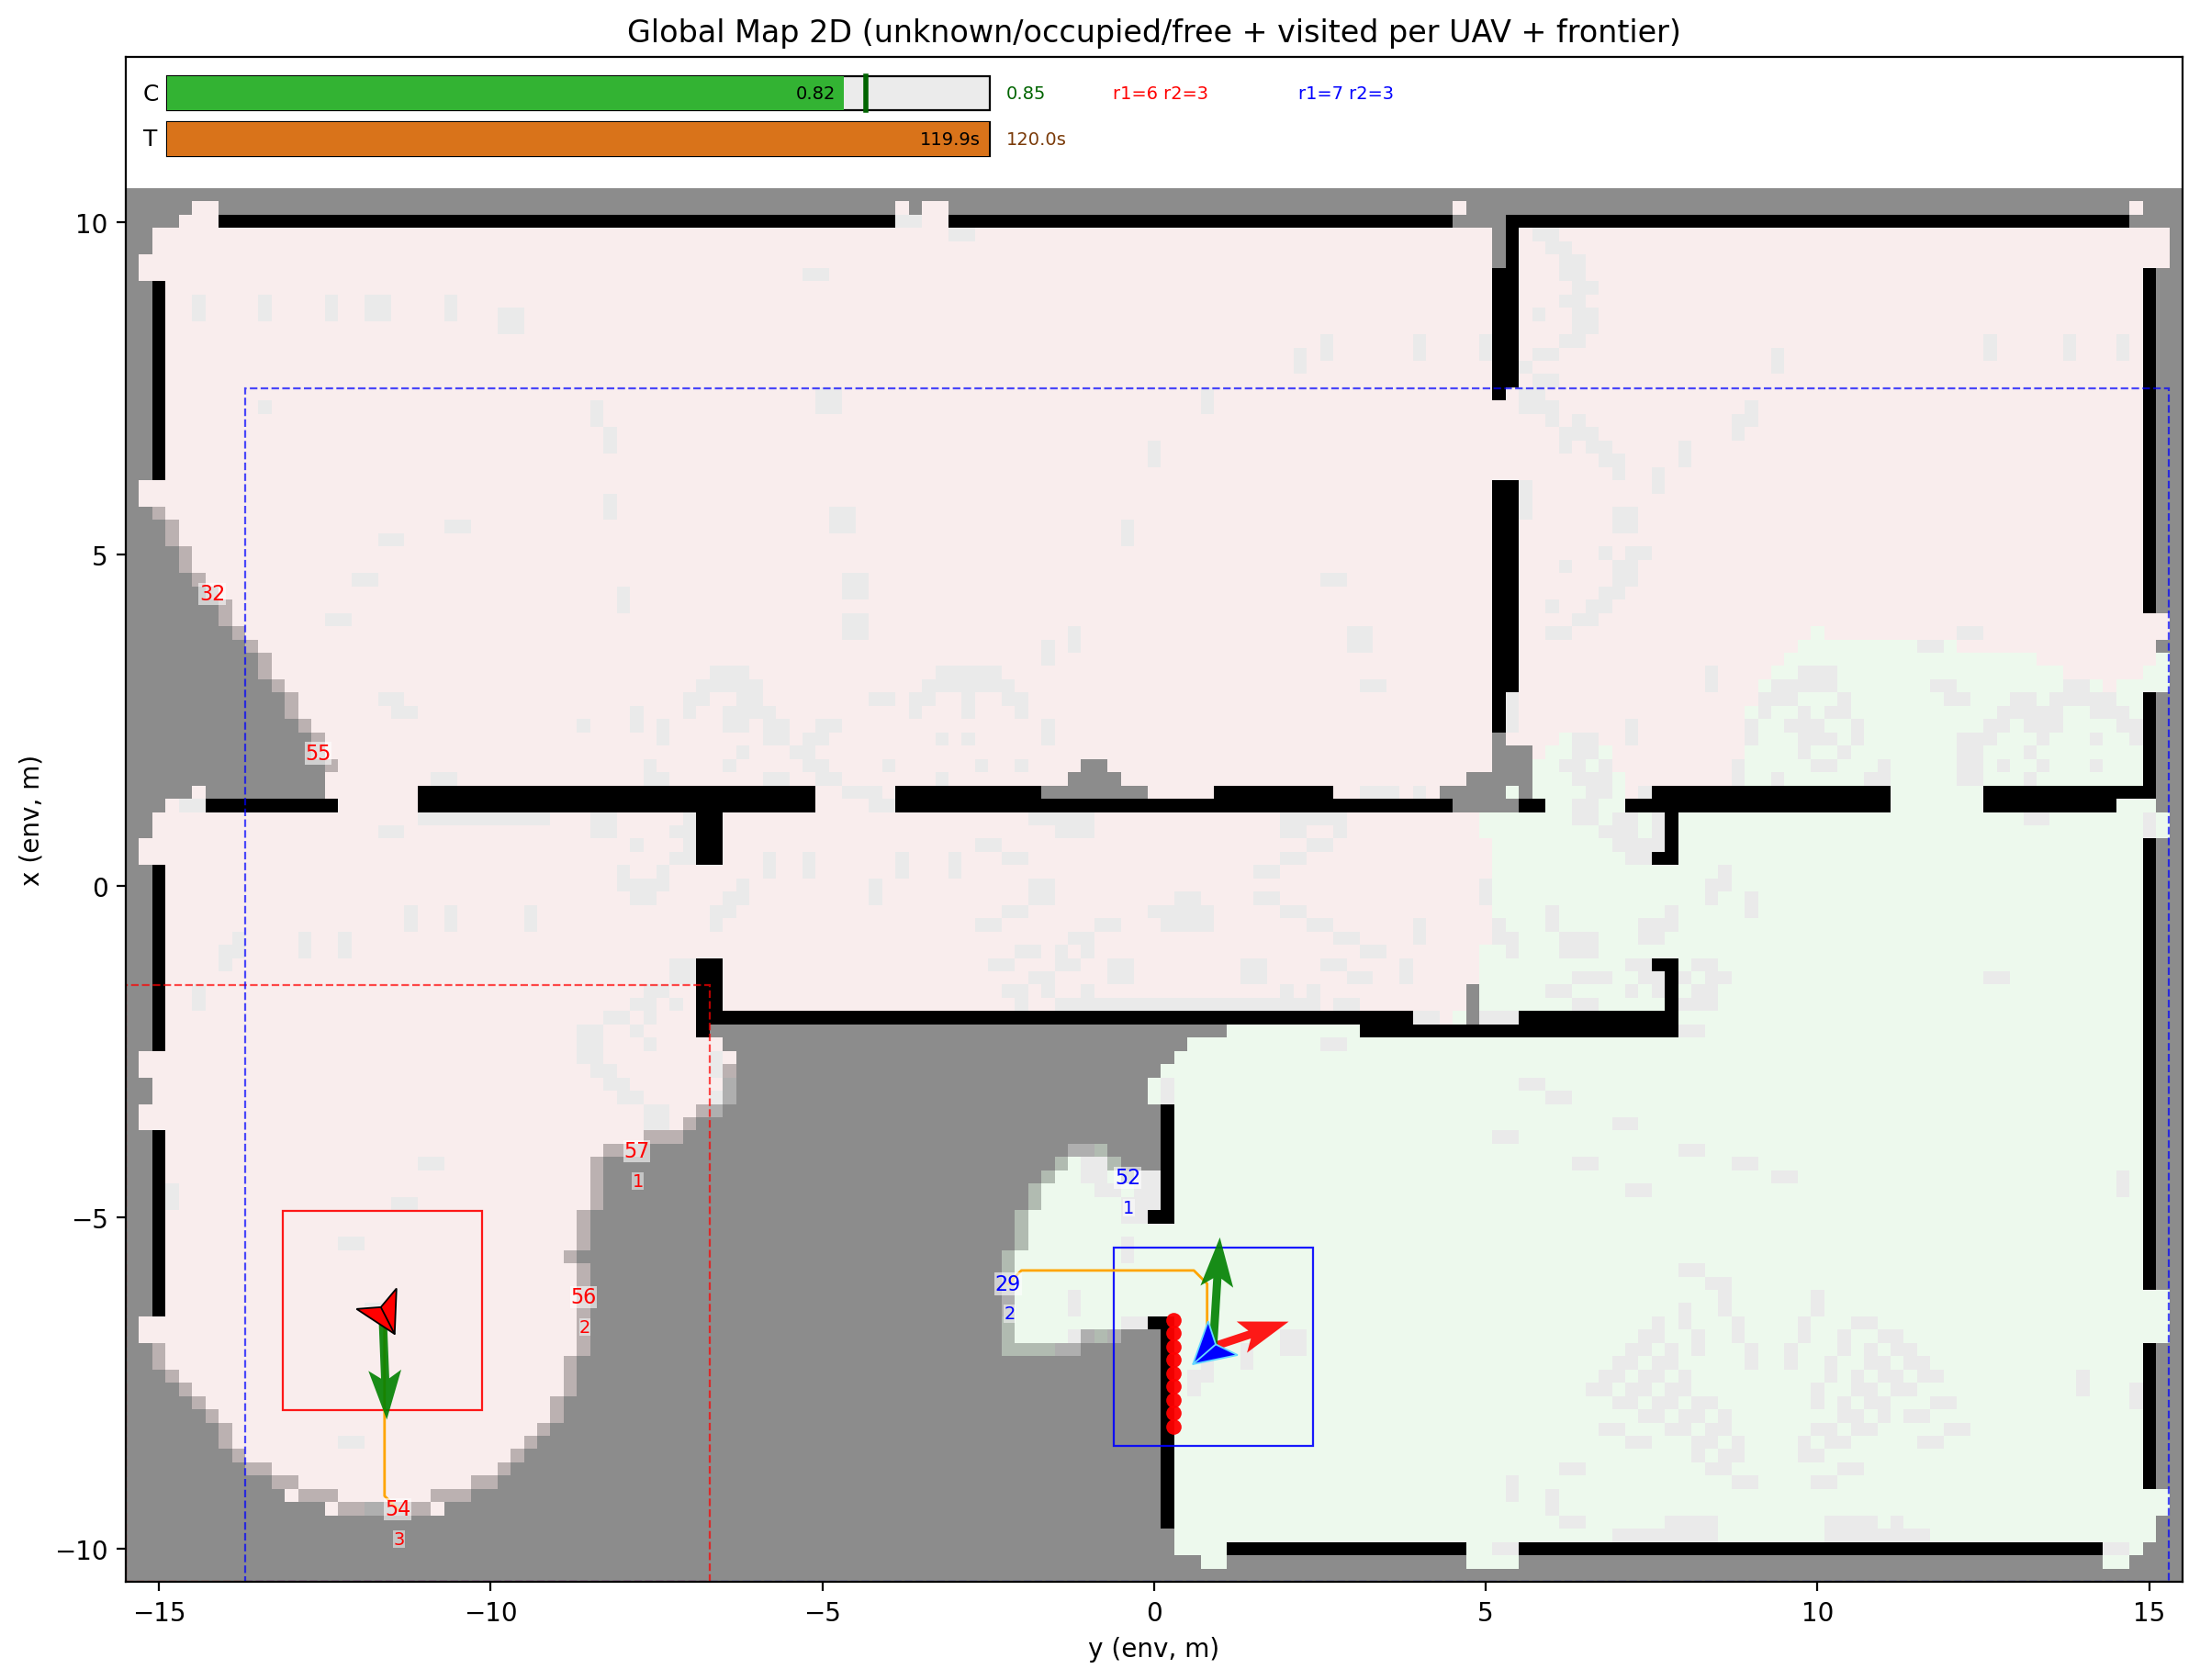 Global Map 2D (unknown/occupied/free + visited per UAV + frontier)
C 0.82 0.85 r1=6 r2=3 r1=7 r2=3
T 119.9s 120.0s
10
5
0
−5
−10
x (env, m)
32
55
57
1
52
1
56
2
29
2
54
3
−15 −10 −5 0 5 10 15
y (env, m)